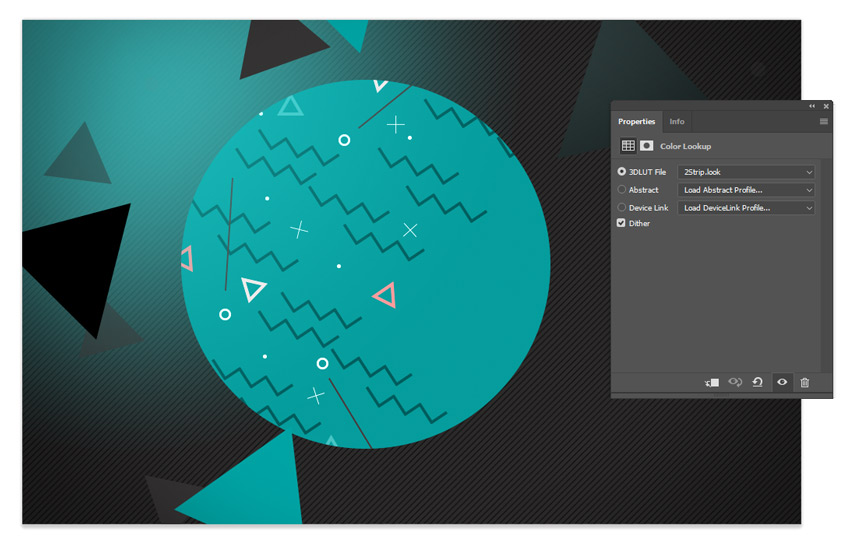 Properties
Info
Color Lookup
3DLUT File
2Strip.look
Abstract
Load Abstract Profile...
Device Link
Load DeviceLink Profile...
Dither